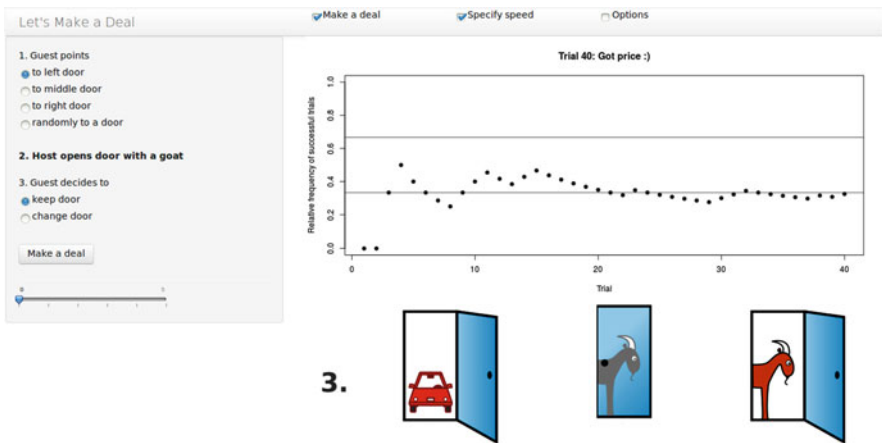 Let's Make a Deal
Make a deal
Specify speed
Options
1. Guest points
to left door
to middle door
to right door
randomly to a door
2. Host opens door with a goat
3. Guest decides to
keep door
change door
Make a deal
0 5
Trial 40: Got price :)
Relative frequency of successful trials
1.0
0.8
0.6
0.4
0.2
0.0
0 10 20 30 40
Trial
3.